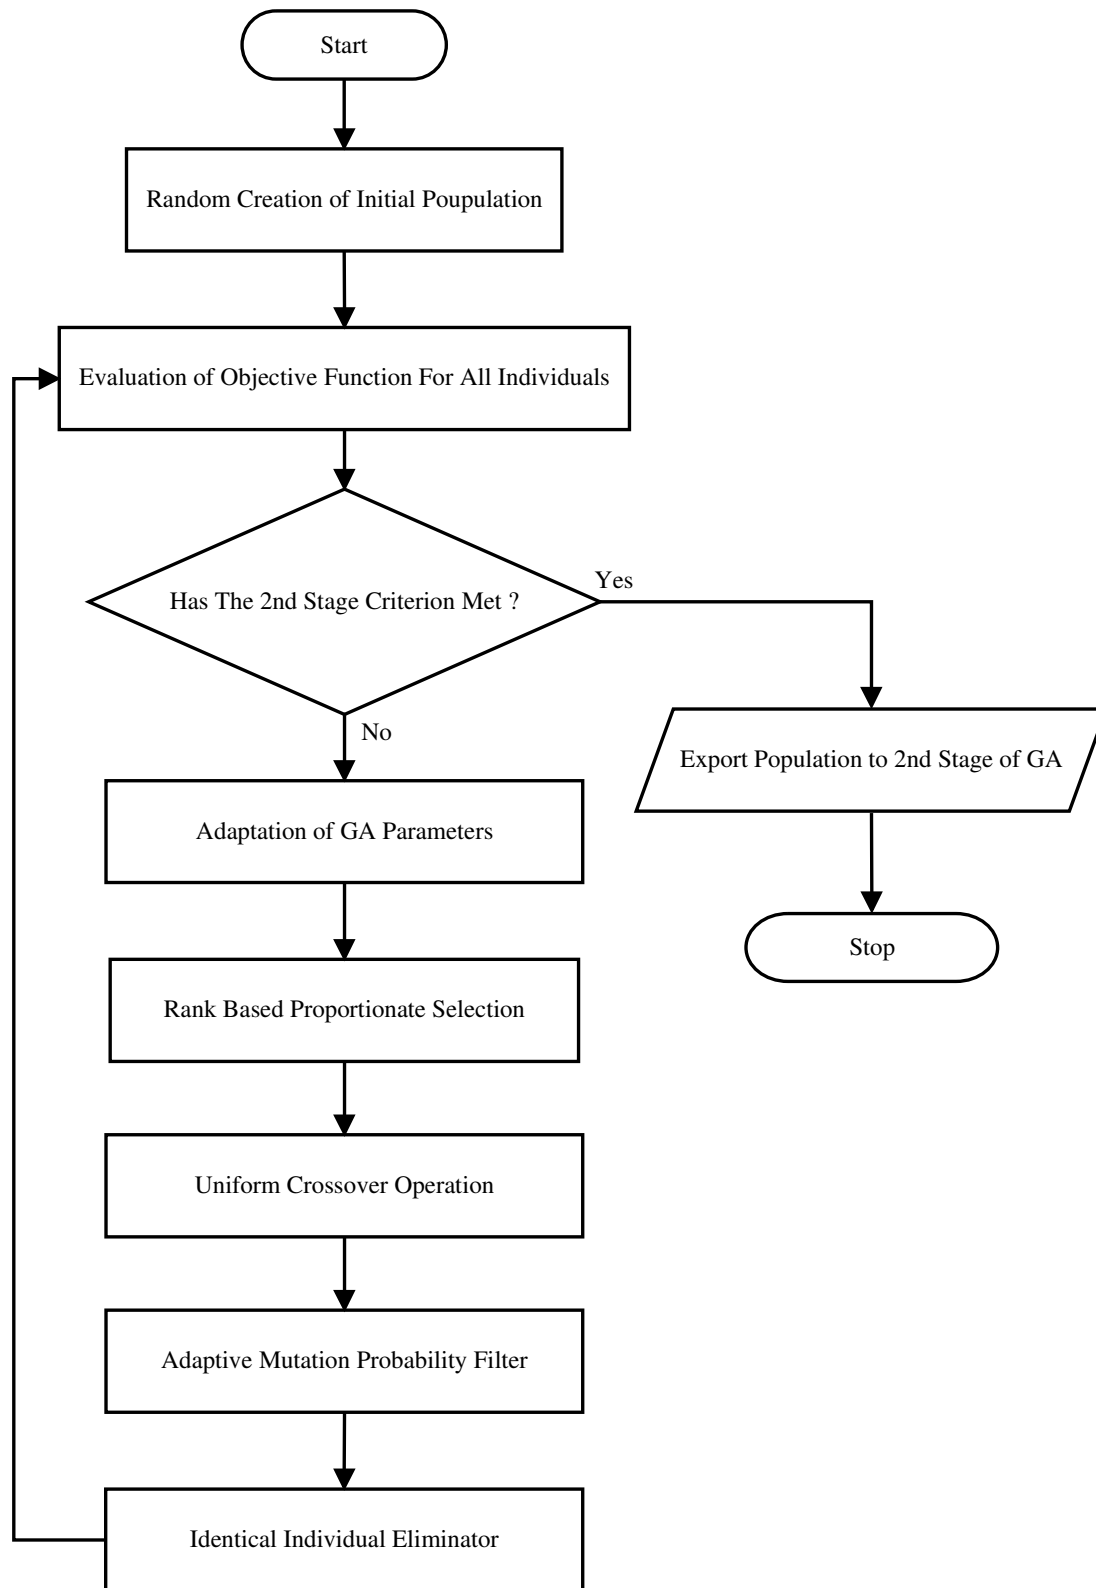 Start
Random Creation of Initial Poupulation
Evaluation of Objective Function For All Individuals
Has The 2nd Stage Criterion Met ?
Yes
No
Export Population to 2nd Stage of GA
Adaptation of GA Parameters
Stop
Rank Based Proportionate Selection
Uniform Crossover Operation
Adaptive Mutation Probability Filter
Identical Individual Eliminator